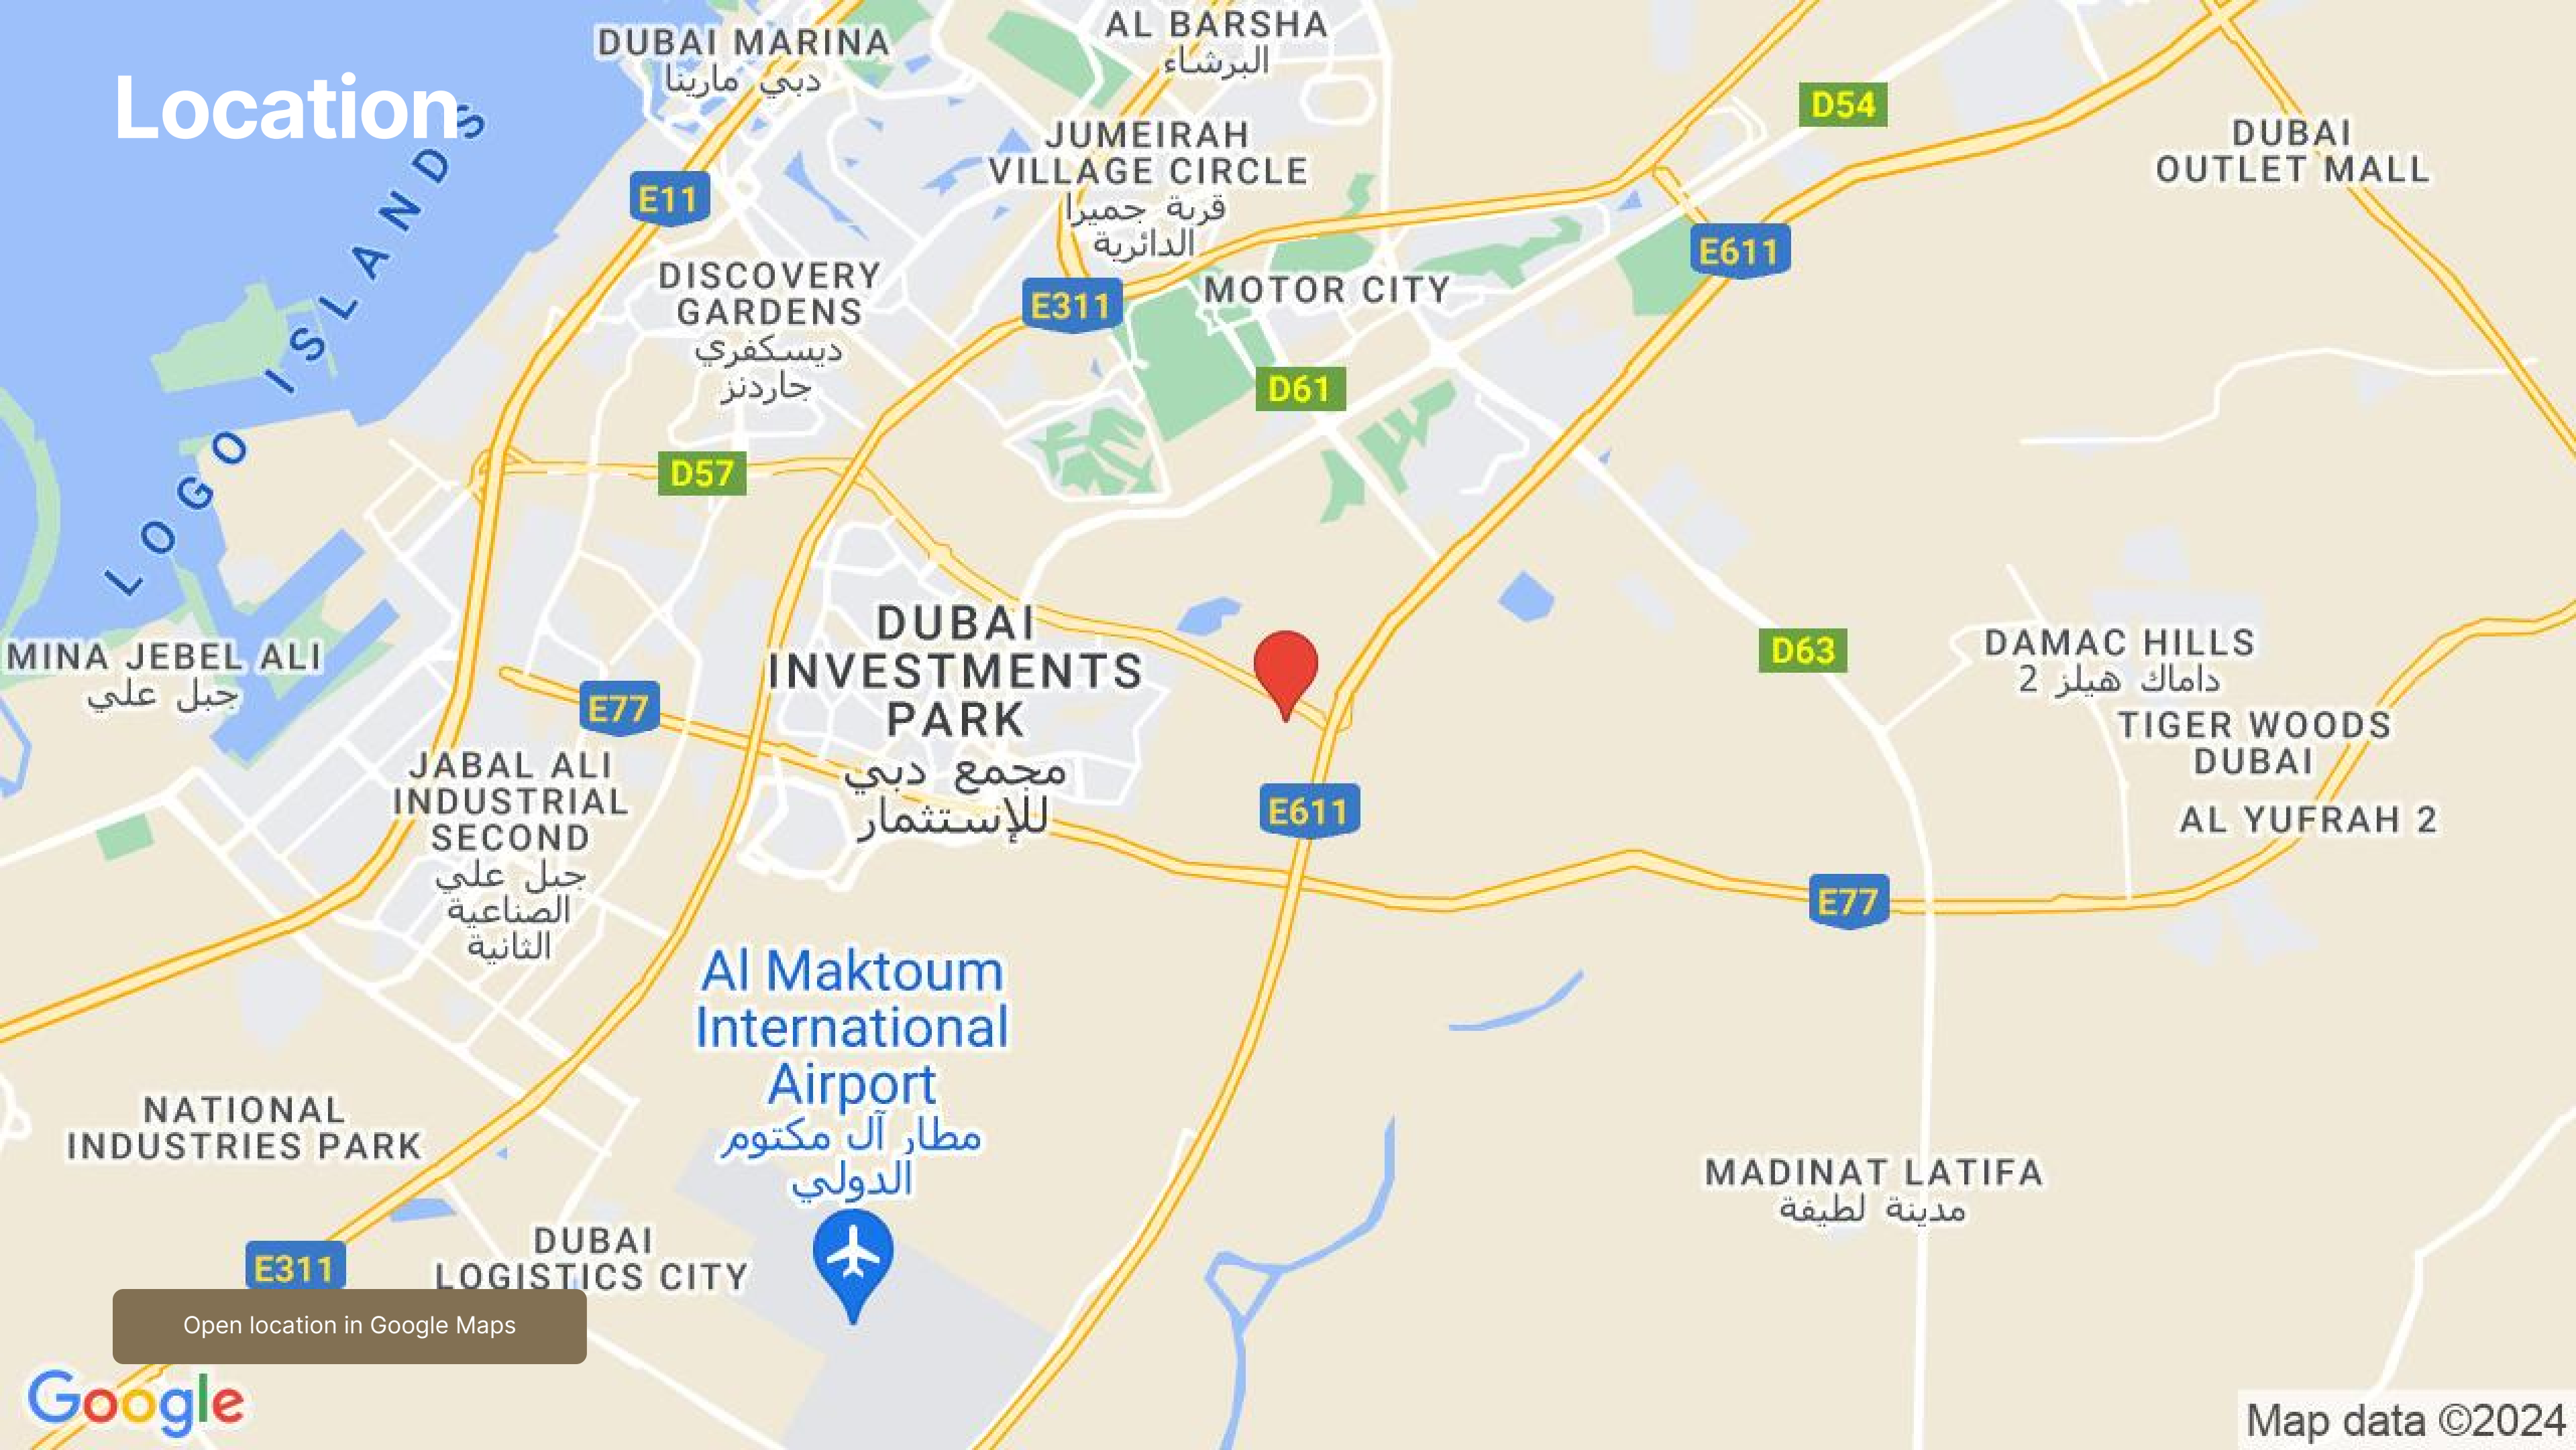 Location
DUBAI MARINA
دبي مارينا
AL BARSHA
البرشاء
D54
DUBAI
OUTLET MALL
JUMEIRAH
VILLAGE CIRCLE
قرية جميرا
الدائرية
E11
E611
LOGO ISLANDS
DISCOVERY
GARDENS
ديسكفري
جاردنز
E311
MOTOR CITY
D61
D57
MINA JEBEL ALI
جبل علي
DUBAI
INVESTMENTS
PARK
مجمع دبي
للإستثمار
D63
DAMAC HILLS
2 داماك هيلز
E77
TIGER WOODS
DUBAI
JABAL ALI
INDUSTRIAL
SECOND
جبل علي
الصناعية
الثانية
E611
AL YUFRAH 2
E77
Al Maktoum
International
Airport
مطار آل مكتوم
الدولي
NATIONAL
INDUSTRIES PARK
MADINAT LATIFA
مدينة لطيفة
E311
DUBAI
LOGISTICS CITY
Open location in Google Maps
Google
Map data ©2024